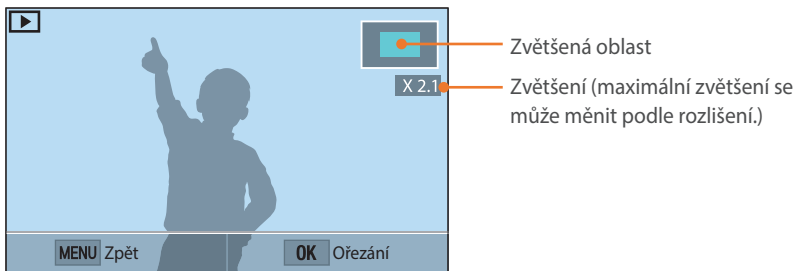 Zvětšená oblast
X 2.1
Zvětšení (maximální zvětšení se
může měnit podle rozlišení.)
MENU Zpět
OK Ořezání